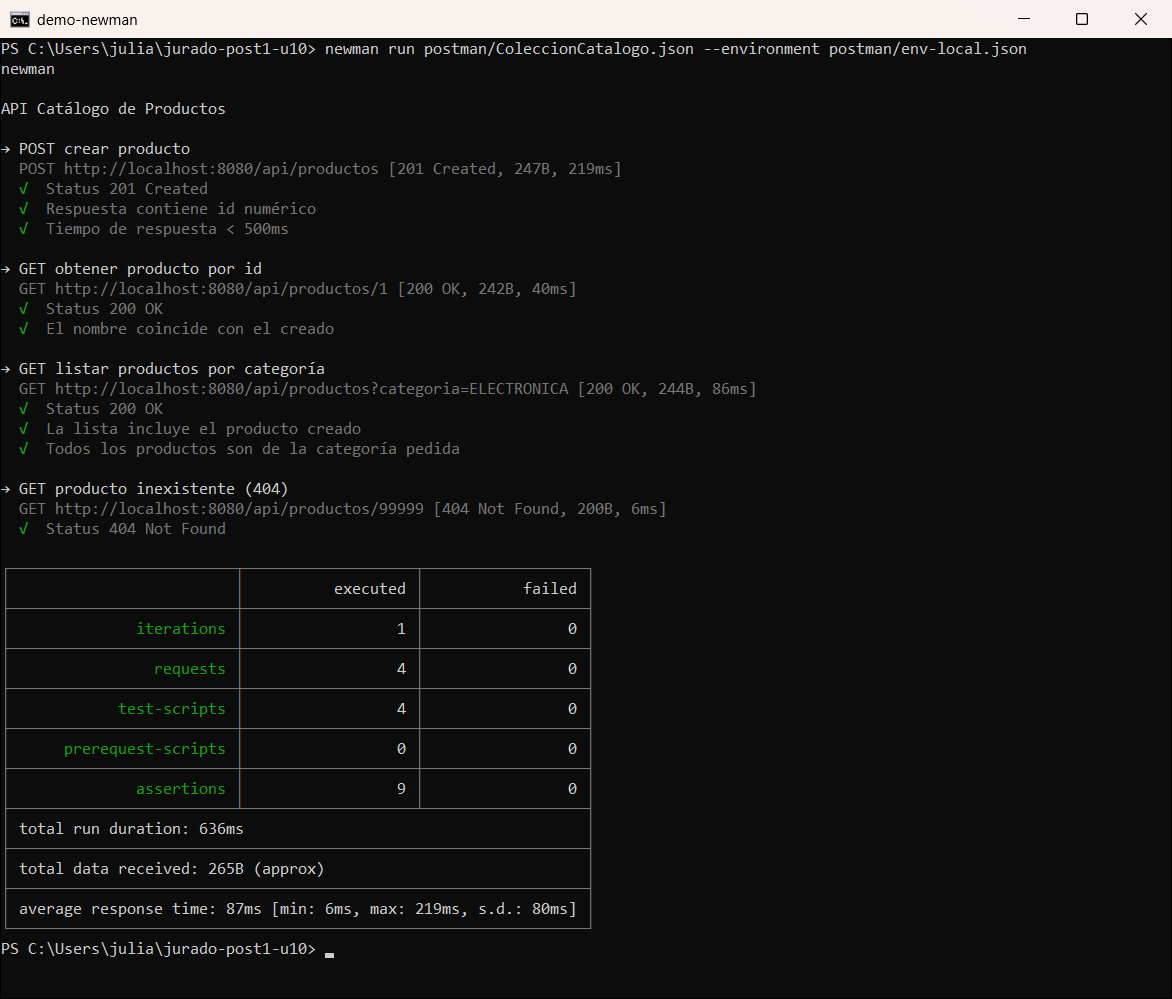 demo-newman
PS C:\Users\julia\jurado-post1-u10> newman run postman/ColeccionCatalogo.json --environment postman/env-local.json
newman
API Catálogo de Productos
→ POST crear producto
POST http://localhost:8080/api/productos [201 Created, 247B, 219ms]
√ Status 201 Created
√ Respuesta contiene id numérico
√ Tiempo de respuesta < 500ms
→ GET obtener producto por id
GET http://localhost:8080/api/productos/1 [200 OK, 242B, 40ms]
√ Status 200 OK
√ El nombre coincide con el creado
→ GET listar productos por categoría
GET http://localhost:8080/api/productos?categoria=ELECTRONICA [200 OK, 244B, 86ms]
√ Status 200 OK
√ La lista incluye el producto creado
√ Todos los productos son de la categoría pedida
→ GET producto inexistente (404)
GET http://localhost:8080/api/productos/99999 [404 Not Found, 200B, 6ms]
√ Status 404 Not Found
executed failed
iterations 1 0
requests 4 0
test-scripts 4 0
prerequest-scripts 0 0
assertions 9 0
total run duration: 636ms
total data received: 265B (approx)
average response time: 87ms [min: 6ms, max: 219ms, s.d.: 80ms]
PS C:\Users\julia\jurado-post1-u10>